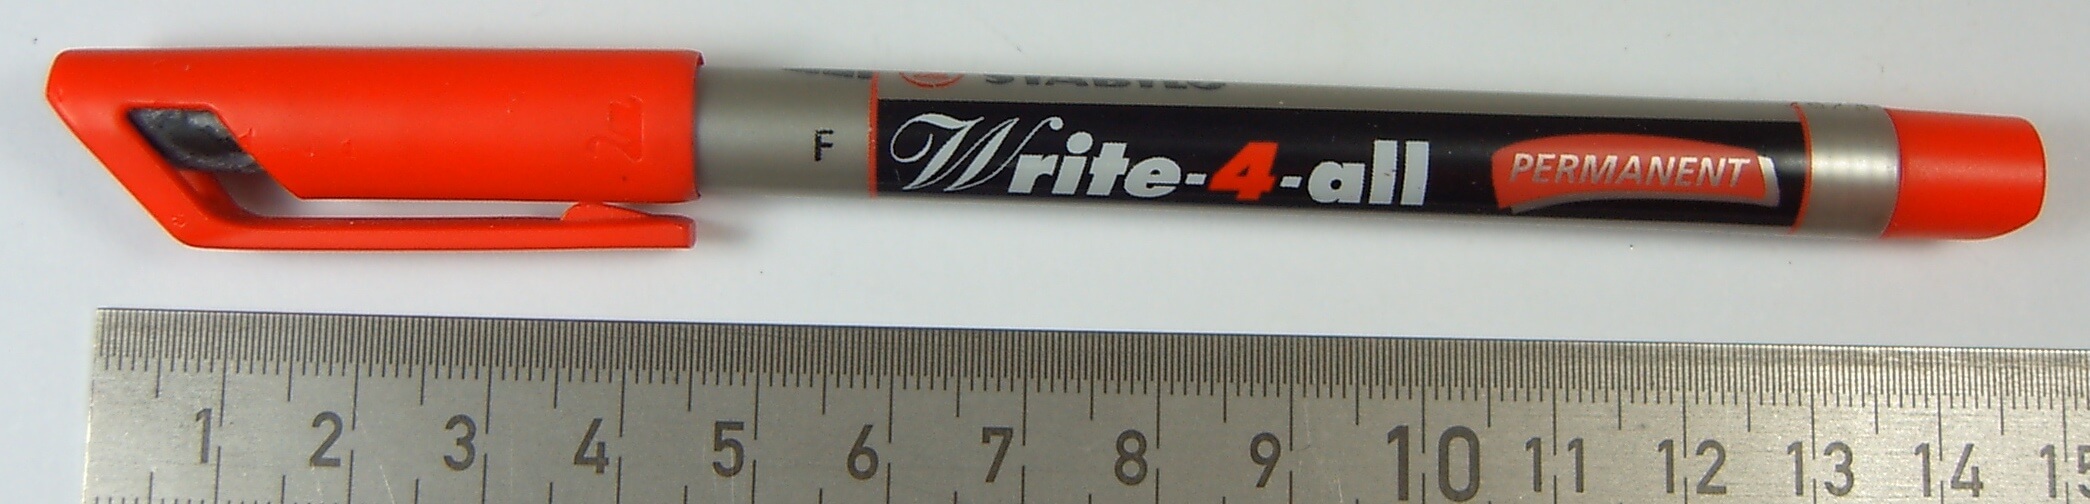 STABILO
F
Write-4-all
PERMANENT
1 2 3 4 5 6 7 8 9 10 11 12 13 14 15